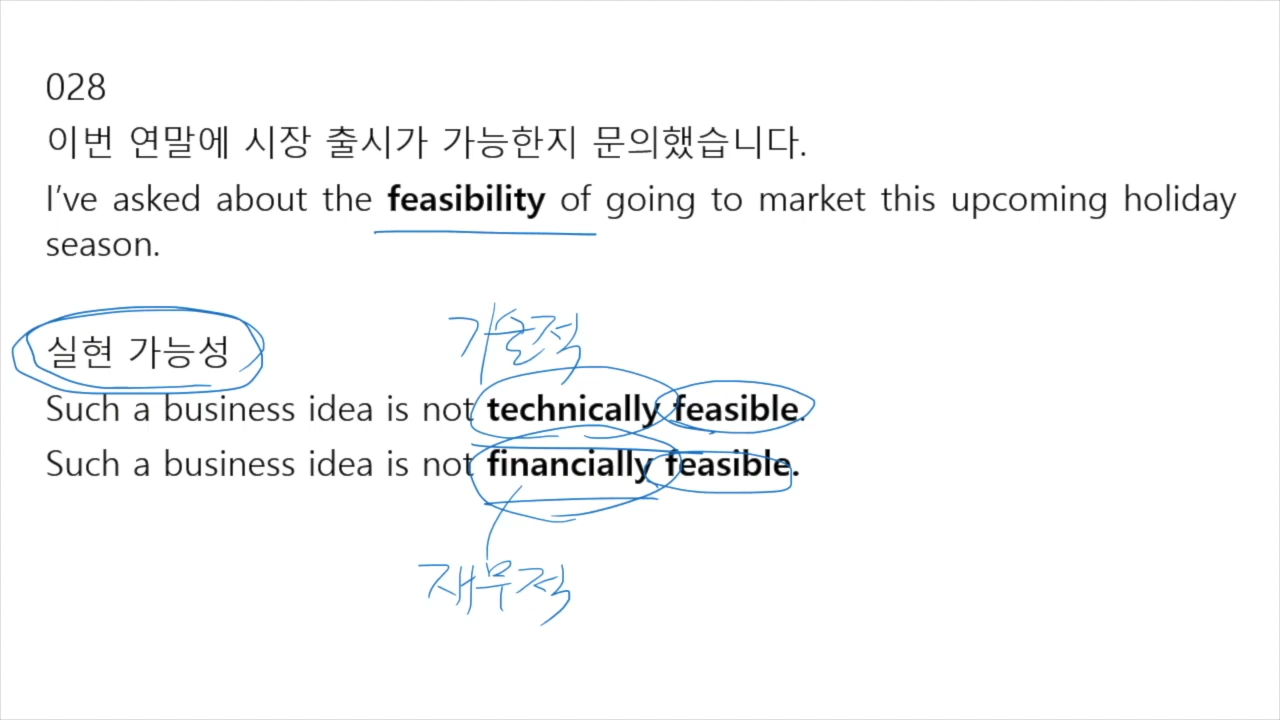 028
이번 연말에 시장 출시가 가능한지 문의했습니다.
I've asked about the feasibility of going to market this upcoming holiday
season.
실현 가능성
기술적
Such a business idea is not technically feasible.
Such a business idea is not financially feasible.
재무적